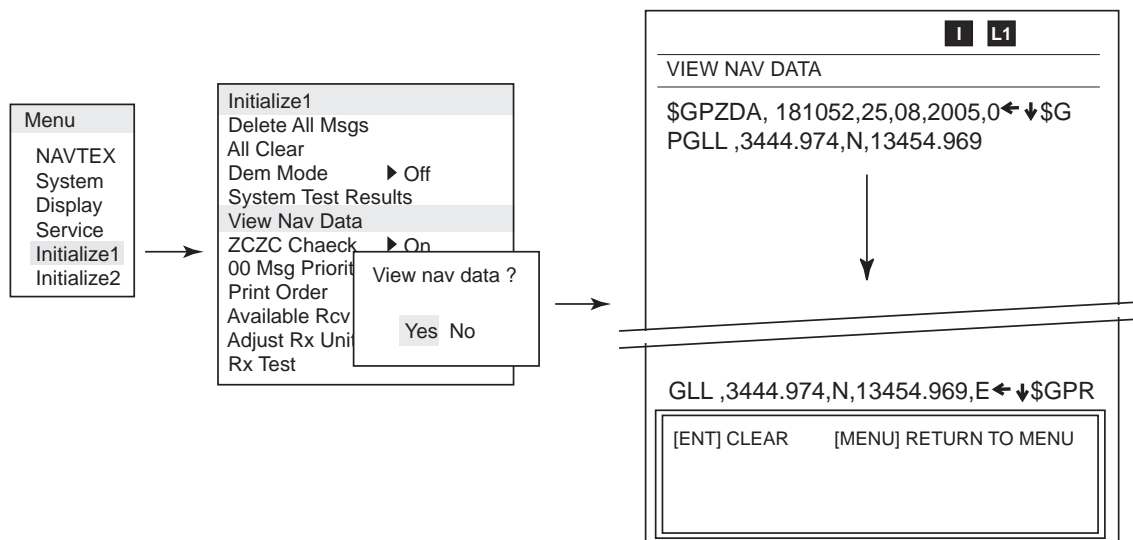 Menu
NAVTEX
System
Display
Service
Initialize1
Initialize2
Initialize1
Delete All Msgs
All Clear
Dem Mode ▶ Off
System Test Results
View Nav Data
ZCZC Chaeck ▶ On
00 Msg Priorit
Print Order
Available Rcv
Adjust Rx Unit
Rx Test
View nav data ?
Yes No
I L1
VIEW NAV DATA
$GPZDA, 181052,25,08,2005,0←↓$G
PGLL ,3444.974,N,13454.969
GLL ,3444.974,N,13454.969,E←↓$GPR
[ENT] CLEAR [MENU] RETURN TO MENU